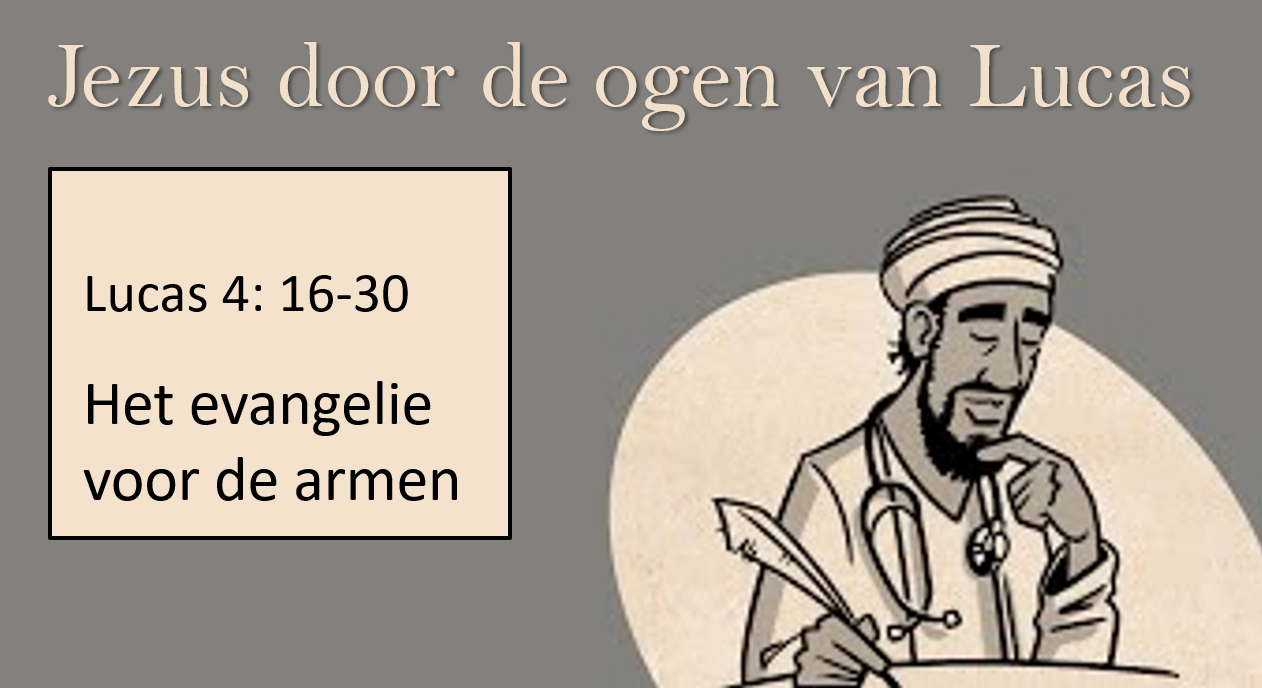 Jezus door de ogen van Lucas
Lucas 4: 16-30
Het evangelie
voor de armen